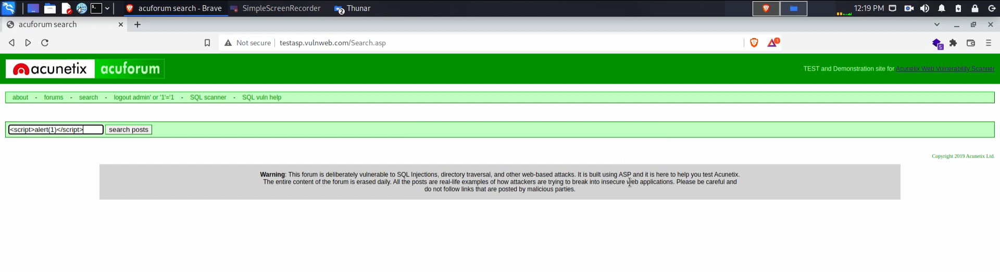 acuforum search - Brave
SimpleScreenRecorder
2 Thunar
12:19 PM
acuforum search
Not secure
testasp.vulnweb.com/Search.asp
1
5
acunetix
acuforum
TEST and Demonstration site for Acunetix Web Vulnerability Scanner
about - forums - search - logout admin' or '1'='1 - SQL scanner - SQL vuln help
<script>alert(1)</script>
search posts
Copyright 2019 Acunetix Ltd.
Warning: This forum is deliberately vulnerable to SQL Injections, directory traversal, and other web-based attacks. It is built using ASP and it is here to help you test Acunetix.
The entire content of the forum is erased daily. All the posts are real-life examples of how attackers are trying to break into insecure web applications. Please be careful and
do not follow links that are posted by malicious parties.